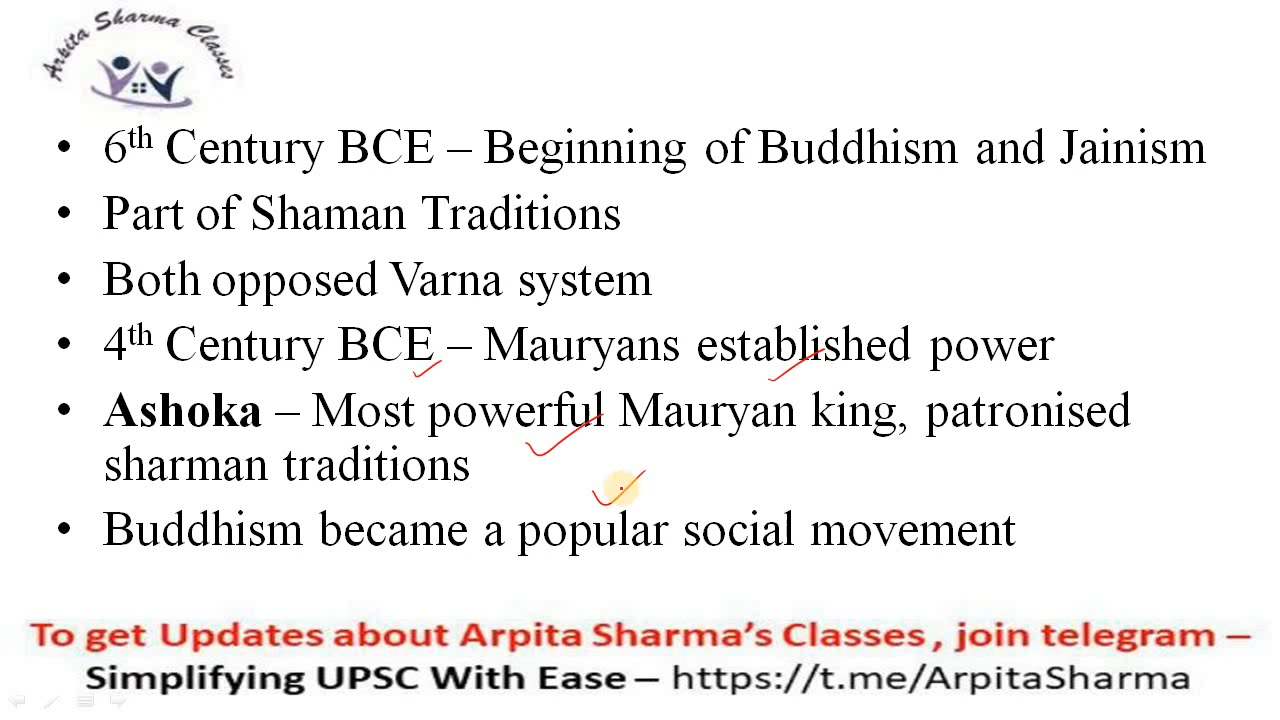 Arpita Sharma Classes
• 6th Century BCE – Beginning of Buddhism and Jainism
• Part of Shaman Traditions
• Both opposed Varna system
• 4th Century BCE – Mauryans established power
• Ashoka – Most powerful Mauryan king, patronised
sharman traditions
• Buddhism became a popular social movement
To get Updates about Arpita Sharma's Classes , join telegram –
Simplifying UPSC With Ease – https://t.me/ArpitaSharma